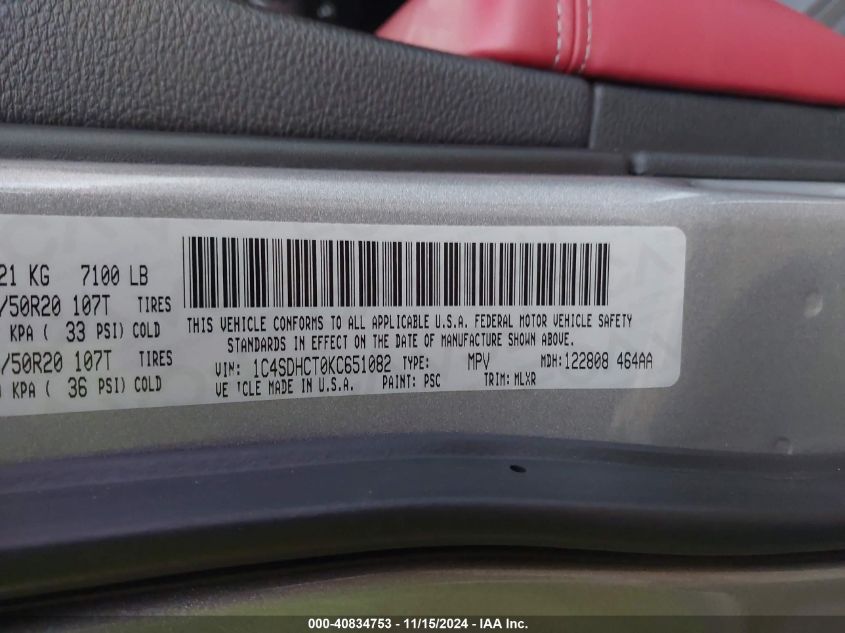 21 KG 7100 LB
/50R20 107T TIRES
KPA ( 33 PSI) COLD
/50R20 107T TIRES
KPA ( 36 PSI) COLD
THIS VEHICLE CONFORMS TO ALL APPLICABLE U.S.A. FEDERAL MOTOR VEHICLE SAFETY
STANDARDS IN EFFECT ON THE DATE OF MANUFACTURE SHOWN ABOVE.
VIN: 1C4SDHCT0KC651082 TYPE: MPV MDH:122808 464AA
VE ICLE MADE IN U.S.A. PAINT: PSC TRIM: MLXR
000-40834753 - 11/15/2024 - IAA Inc.